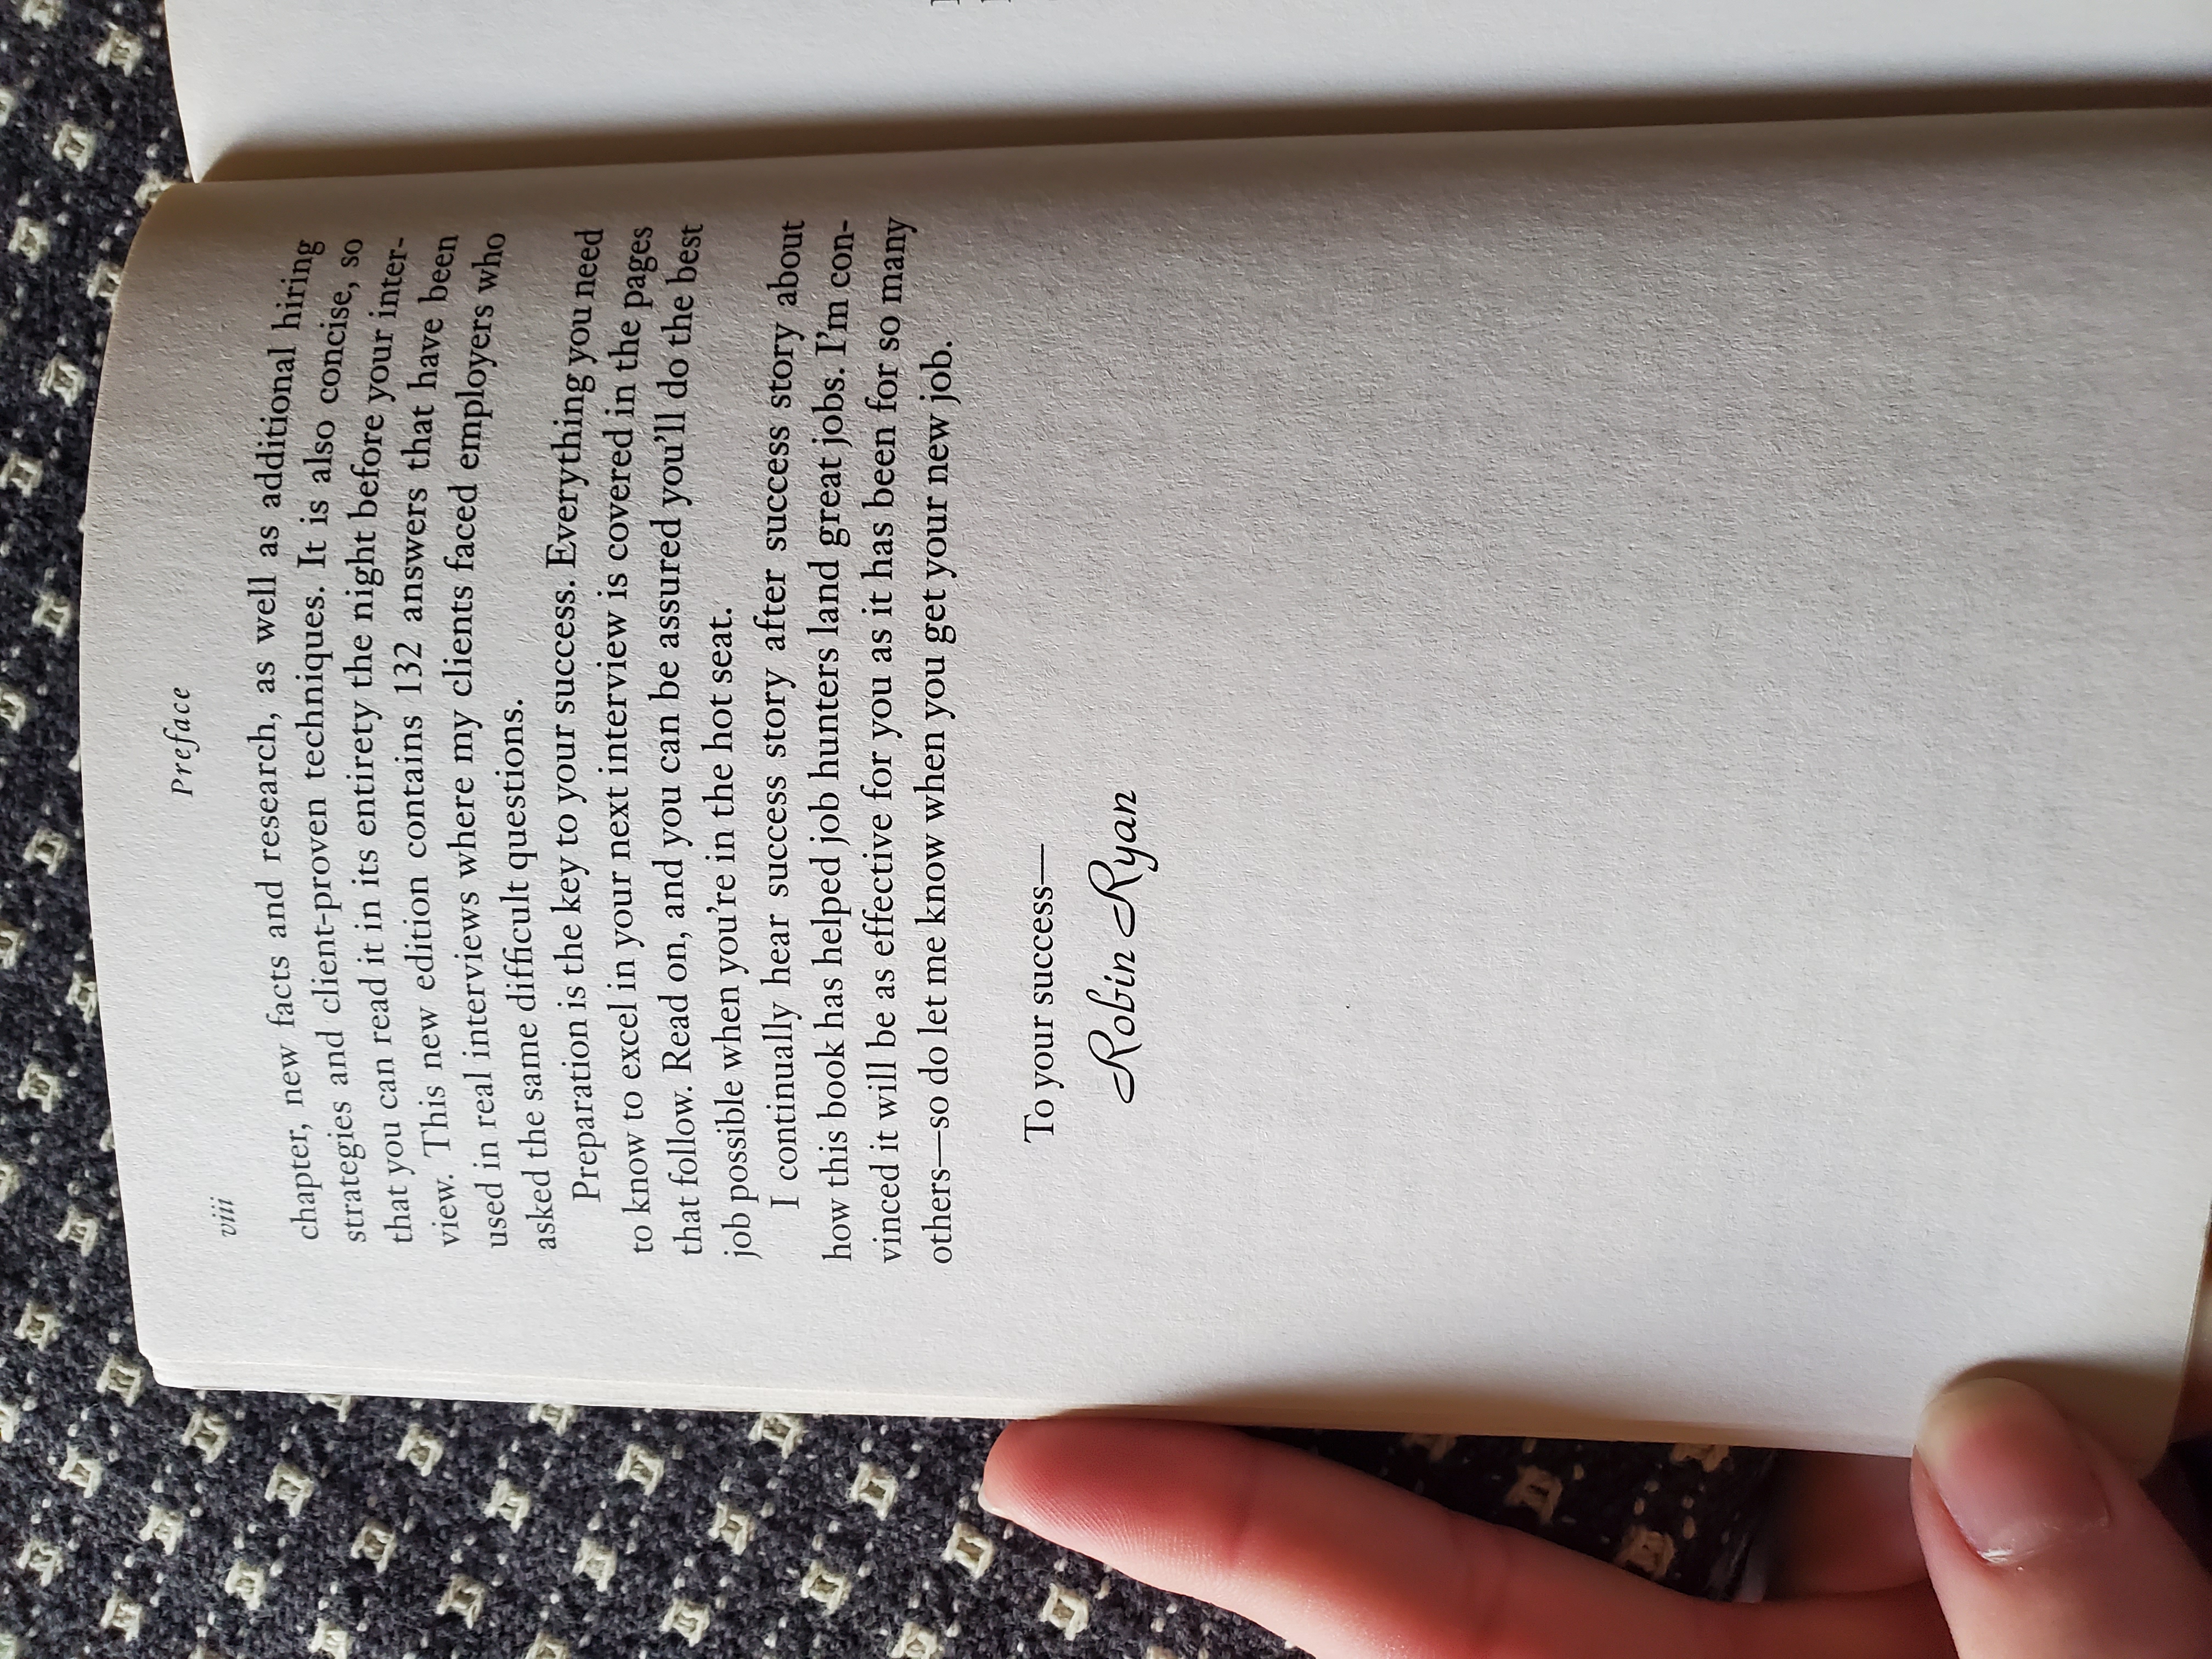 Preface
viii
chapter, new facts and research, as well as additional hiring
strategies and client-proven techniques. It is also concise, so
that you can read it in its entirety the night before your inter-
view. This new edition contains 132 answers that have been
used in real interviews where my clients faced employers who
asked the same difficult questions.
Preparation is the key to your success. Everything you need
to know to excel in your next interview is covered in the pages
that follow. Read on, and you can be assured you'll do the best
job possible when you're in the hot seat.
I continually hear success story after success story about
how this book has helped job hunters land great jobs. I'm con-
vinced it will be as effective for you as it has been for so many
others—so do let me know when you get your new job.
To your success—
Robin Ryan